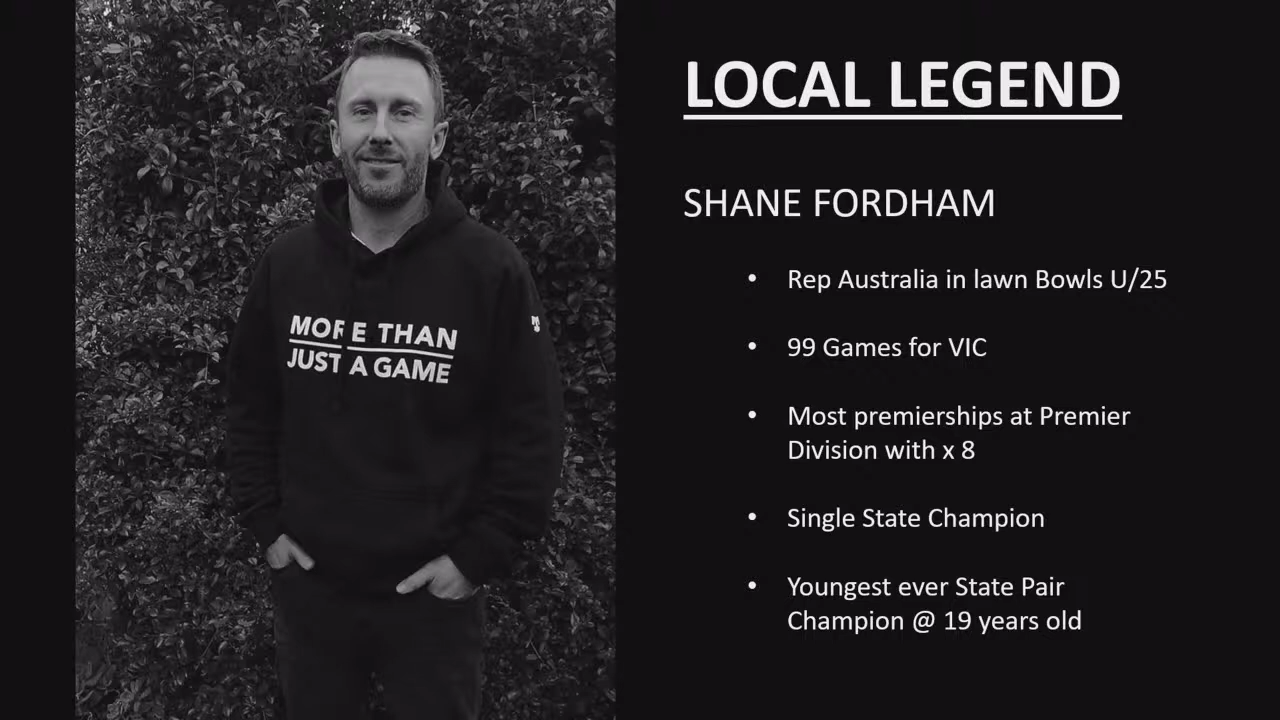 LOCAL LEGEND
SHANE FORDHAM
• Rep Australia in lawn Bowls U/25
• 99 Games for VIC
• Most premierships at Premier
Division with x 8
• Single State Champion
• Youngest ever State Pair
Champion @ 19 years old
MORE THAN
JUST A GAME